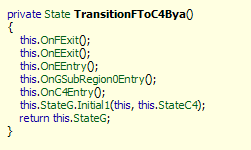 private State TransitionFToC4Bya()
{
this.OnFExit();
this.OnEExit();
this.OnEEntry();
this.OnGSubRegion0Entry();
this.OnC4Entry();
this.StateG.Initial1(this, this.StateC4);
return this.StateG;
}